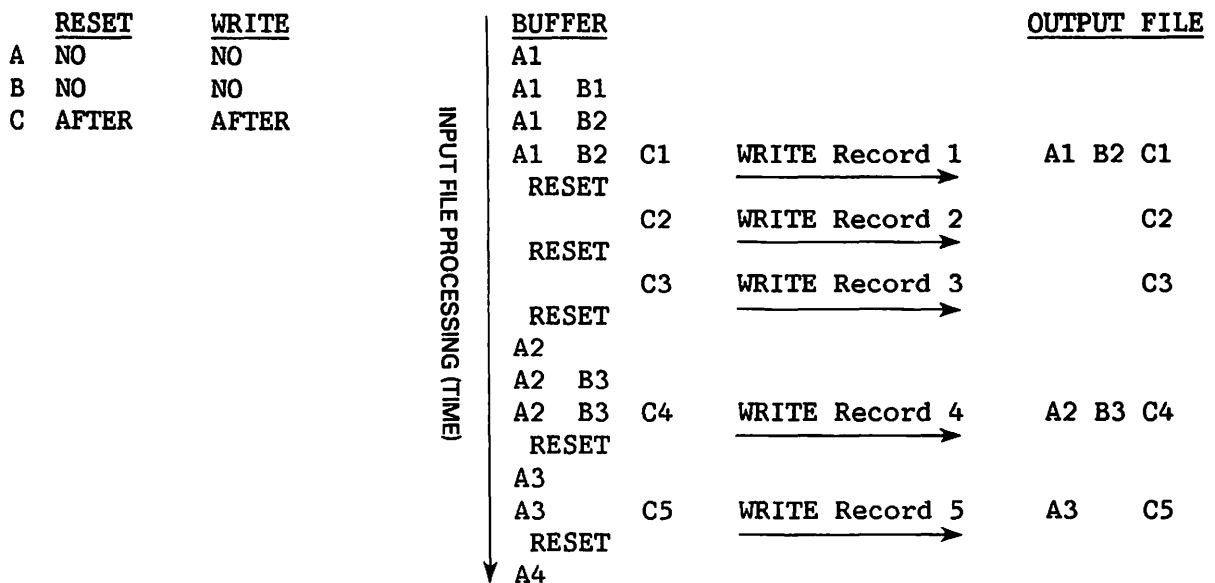 RESET WRITE BUFFER OUTPUT FILE
A NO NO A1
B NO NO A1 B1
C AFTER AFTER A1 B2
A1 B2 C1 WRITE Record 1 A1 B2 C1
RESET
C2 WRITE Record 2 C2
RESET
C3 WRITE Record 3 C3
RESET
A2
A2 B3
A2 B3 C4 WRITE Record 4 A2 B3 C4
RESET
A3
A3 C5 WRITE Record 5 A3 C5
RESET
A4
INPUT FILE PROCESSING (TIME)